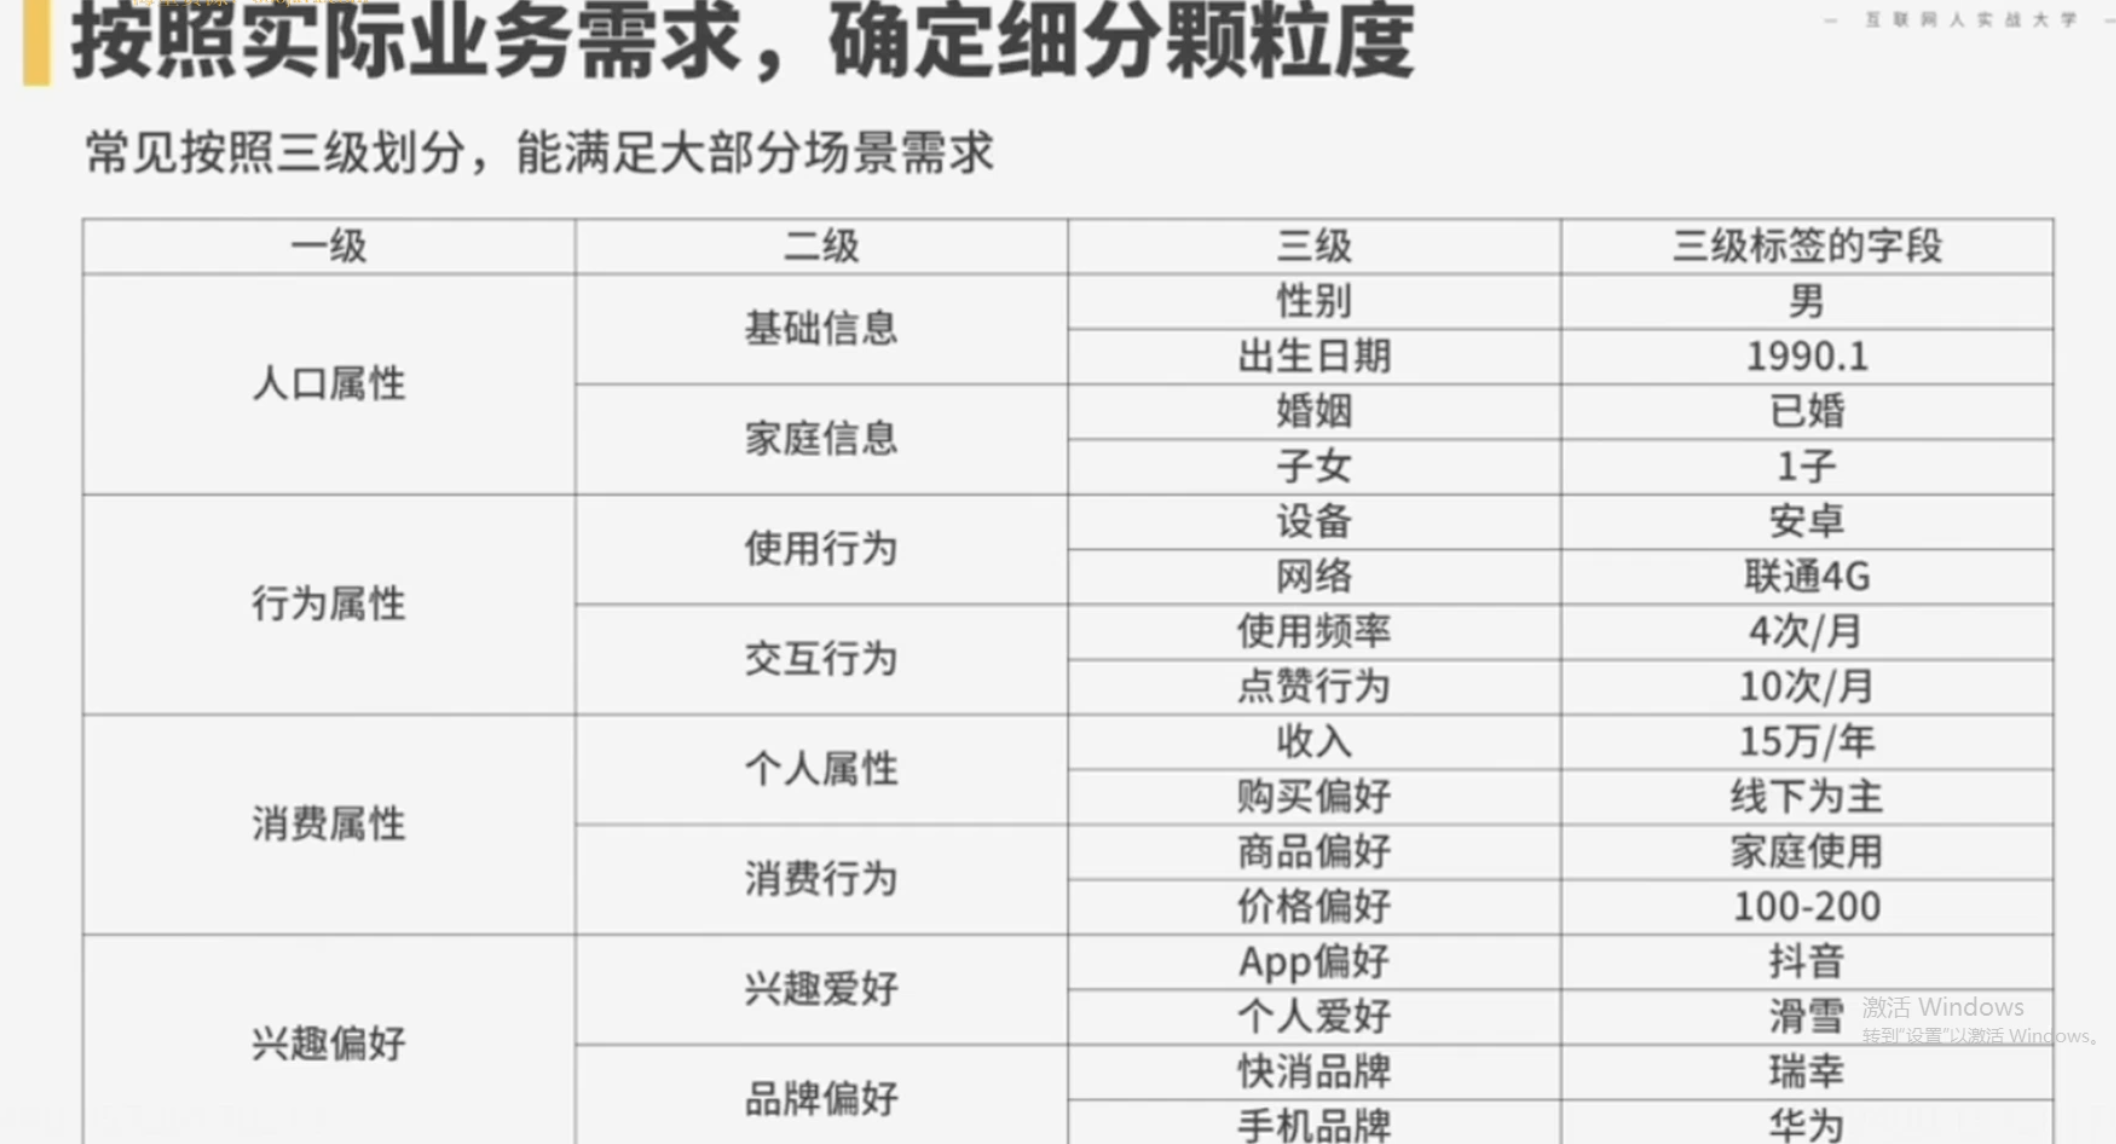 按照实际业务需求，确定细分颗粒度
— 互联网人实战大学 —
常见按照三级划分，能满足大部分场景需求
一级 二级 三级 三级标签的字段
人口属性 基础信息 性别 男
出生日期 1990.1
家庭信息 婚姻 已婚
子女 1子
行为属性 使用行为 设备 安卓
网络 联通4G
交互行为 使用频率 4次/月
点赞行为 10次/月
消费属性 个人属性 收入 15万/年
购买偏好 线下为主
消费行为 商品偏好 家庭使用
价格偏好 100-200
兴趣偏好 兴趣爱好 App偏好 抖音
个人爱好 滑雪
品牌偏好 快消品牌 瑞幸
手机品牌 华为
激活 Windows
转到"设置"以激活 Windows。